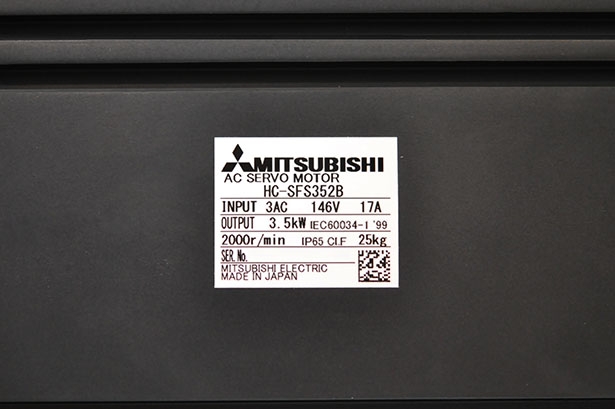 MITSUBISHI
AC SERVO MOTOR
HC-SFS352B
INPUT 3AC 146V 17A
OUTPUT 3.5kW IEC60034-1 '99
2000r/min IP65 CI.F 25kg
SER.No.
MITSUBISHI ELECTRIC
MADE IN JAPAN